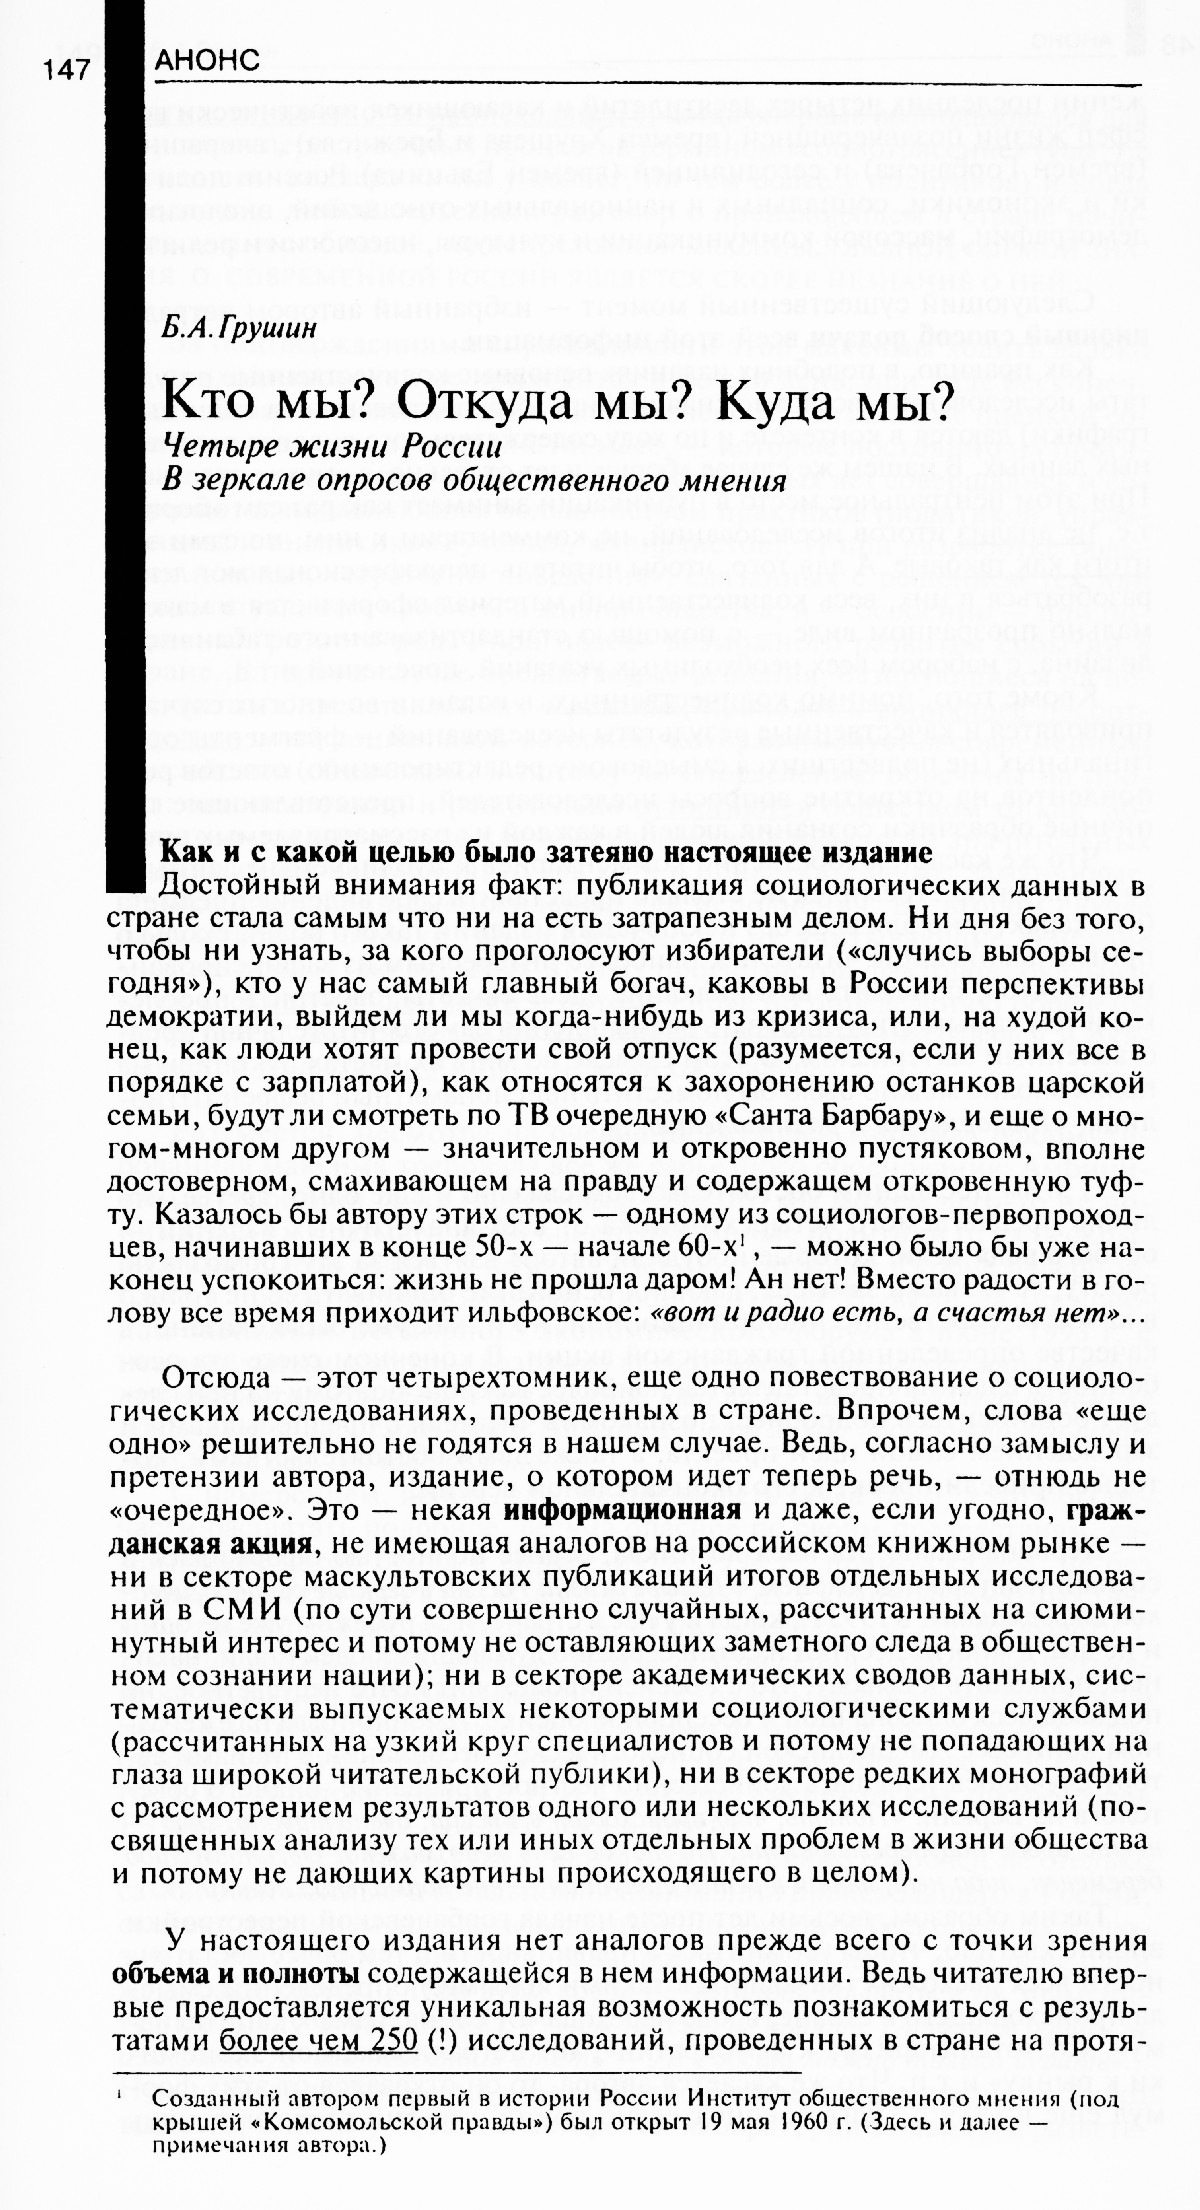 147
АНОНС
Б.А.Грушин
Кто мы? Откуда мы? Куда мы?
Четыре жизни России
В зеркале опросов общественного мнения
Как и с какой целью было затеяно настоящее издание
Достойный внимания факт: публикация социологических данных в
стране стала самым что ни на есть затрапезным делом. Ни дня без того,
чтобы ни узнать, за кого проголосуют избиратели («случись выборы се-
годня»), кто у нас самый главный богач, каковы в России перспективы
демократии, выйдем ли мы когда-нибудь из кризиса, или, на худой ко-
нец, как люди хотят провести свой отпуск (разумеется, если у них все в
порядке с зарплатой), как относятся к захоронению останков царской
семьи, будут ли смотреть по ТВ очередную «Санта Барбару», и еще о мно-
гом-многом другом — значительном и откровенно пустяковом, вполне
достоверном, смахивающем на правду и содержащем откровенную туф-
ту. Казалось бы автору этих строк — одному из социологов-первопроход-
цев, начинавших в конце 50-х — начале 60-х¹, — можно было бы уже на-
конец успокоиться: жизнь не прошла даром! Ан нет! Вместо радости в го-
лову все время приходит ильфовское: «вот и радио есть, а счастья нет»...
Отсюда — этот четырехтомник, еще одно повествование о социоло-
гических исследованиях, проведенных в стране. Впрочем, слова «еще
одно» решительно не годятся в нашем случае. Ведь, согласно замыслу и
претензии автора, издание, о котором идет теперь речь, — отнюдь не
«очередное». Это — некая информационная и даже, если угодно, граж-
данская акция, не имеющая аналогов на российском книжном рынке —
ни в секторе маскультовских публикаций итогов отдельных исследова-
ний в СМИ (по сути совершенно случайных, рассчитанных на сиюми-
нутный интерес и потому не оставляющих заметного следа в обществен-
ном сознании нации); ни в секторе академических сводов данных, сис-
тематически выпускаемых некоторыми социологическими службами
(рассчитанных на узкий круг специалистов и потому не попадающих на
глаза широкой читательской публики), ни в секторе редких монографий
с рассмотрением результатов одного или нескольких исследований (по-
священных анализу тех или иных отдельных проблем в жизни общества
и потому не дающих картины происходящего в целом).
У настоящего издания нет аналогов прежде всего с точки зрения
объема и полноты содержащейся в нем информации. Ведь читателю впер-
вые предоставляется уникальная возможность познакомиться с резуль-
татами более чем 250 (!) исследований, проведенных в стране на протя-
¹ Созданный автором первый в истории России Институт общественного мнения (под
крышей «Комсомольской правды») был открыт 19 мая 1960 г. (Здесь и далее —
примечания автора.)